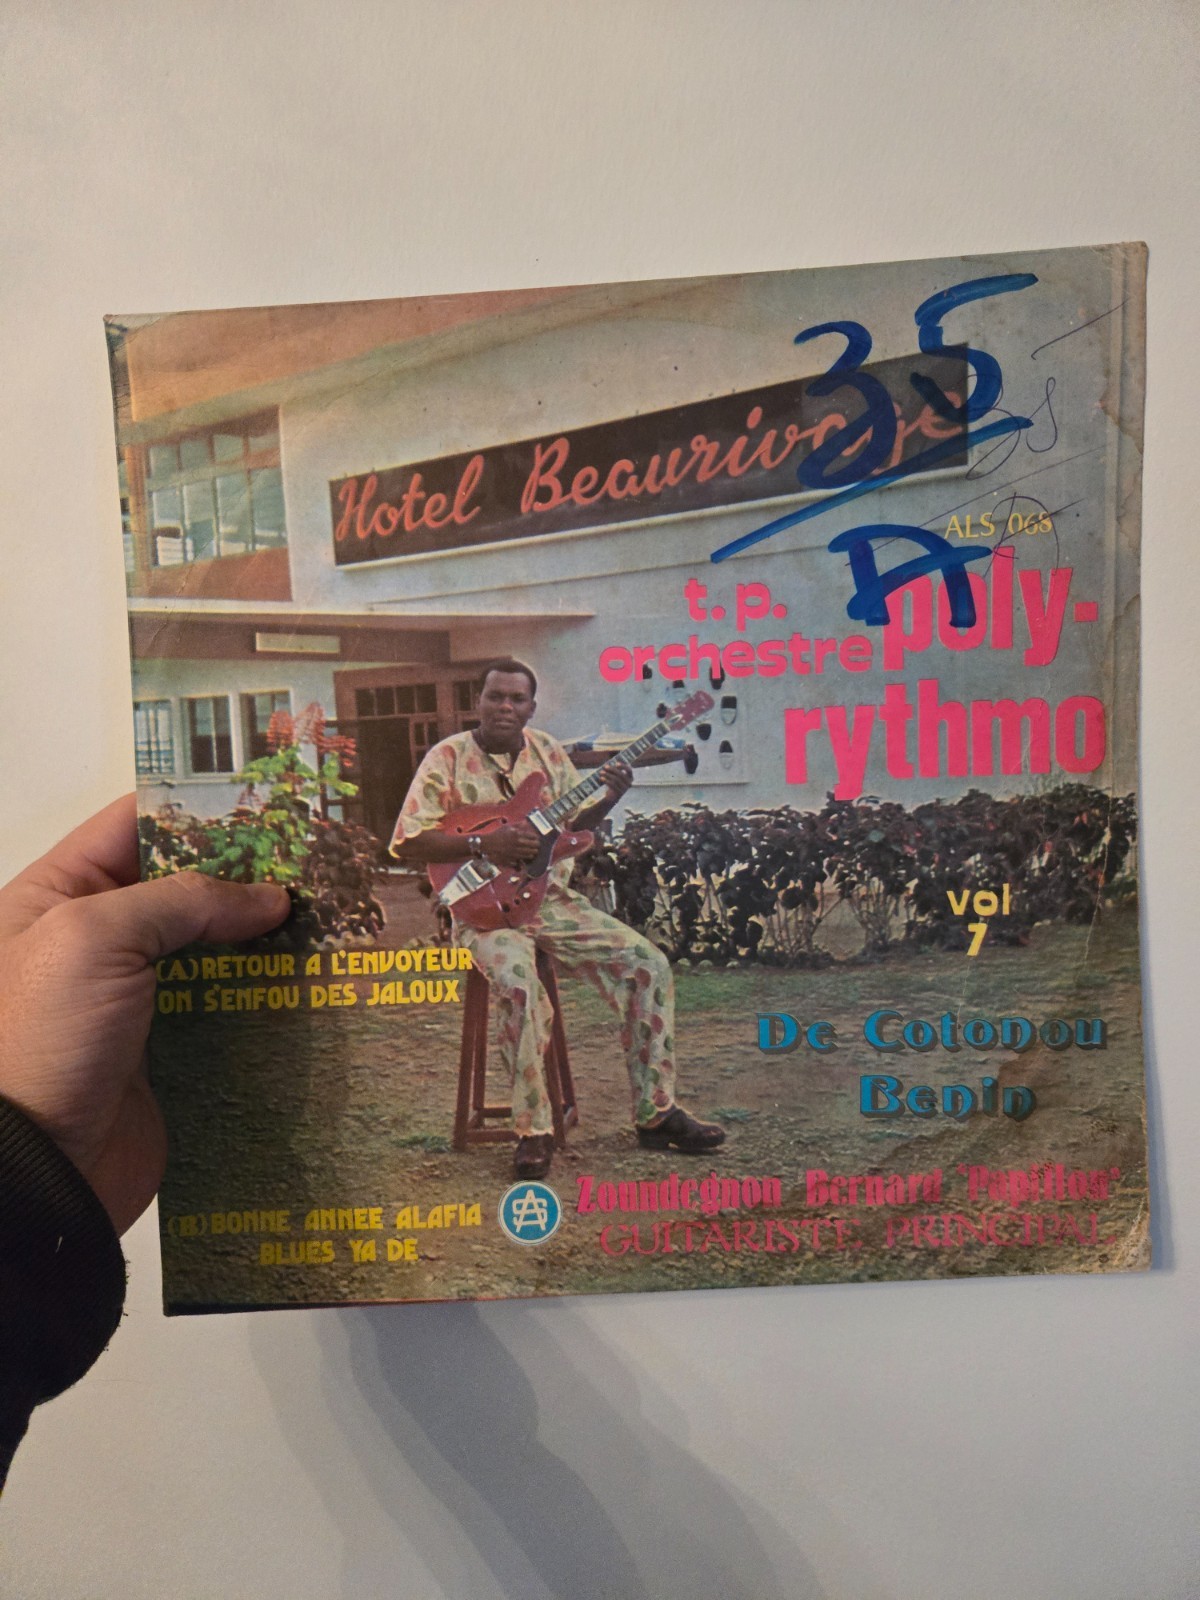 35
A
Hotel Beaurivage
35
ALS 068
t.p.
orchestre poly-
rythmo
vol
7
(A) RETOUR A L'ENVOYEUR
ON S'ENFOU DES JALOUX
De Cotonou
Benin
Zoundegnon Bernard "Papillon"
GUITARISTE PRINCIPAL
(B) BONNE ANNEE ALAFIA
BLUES YA DE